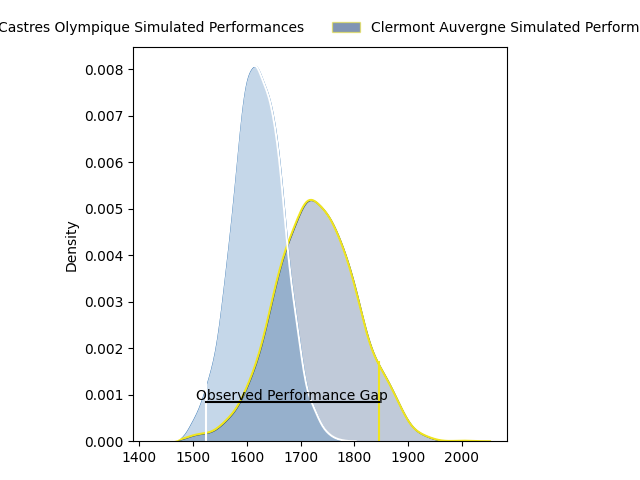 Castres Olympique Simulated Performances
Clermont Auvergne Simulated Perform
0.008
0.007
0.006
0.005
0.004
0.003
0.002
0.001
0.000
Density
Observed Performance Gap
1400 1500 1600 1700 1800 1900 2000